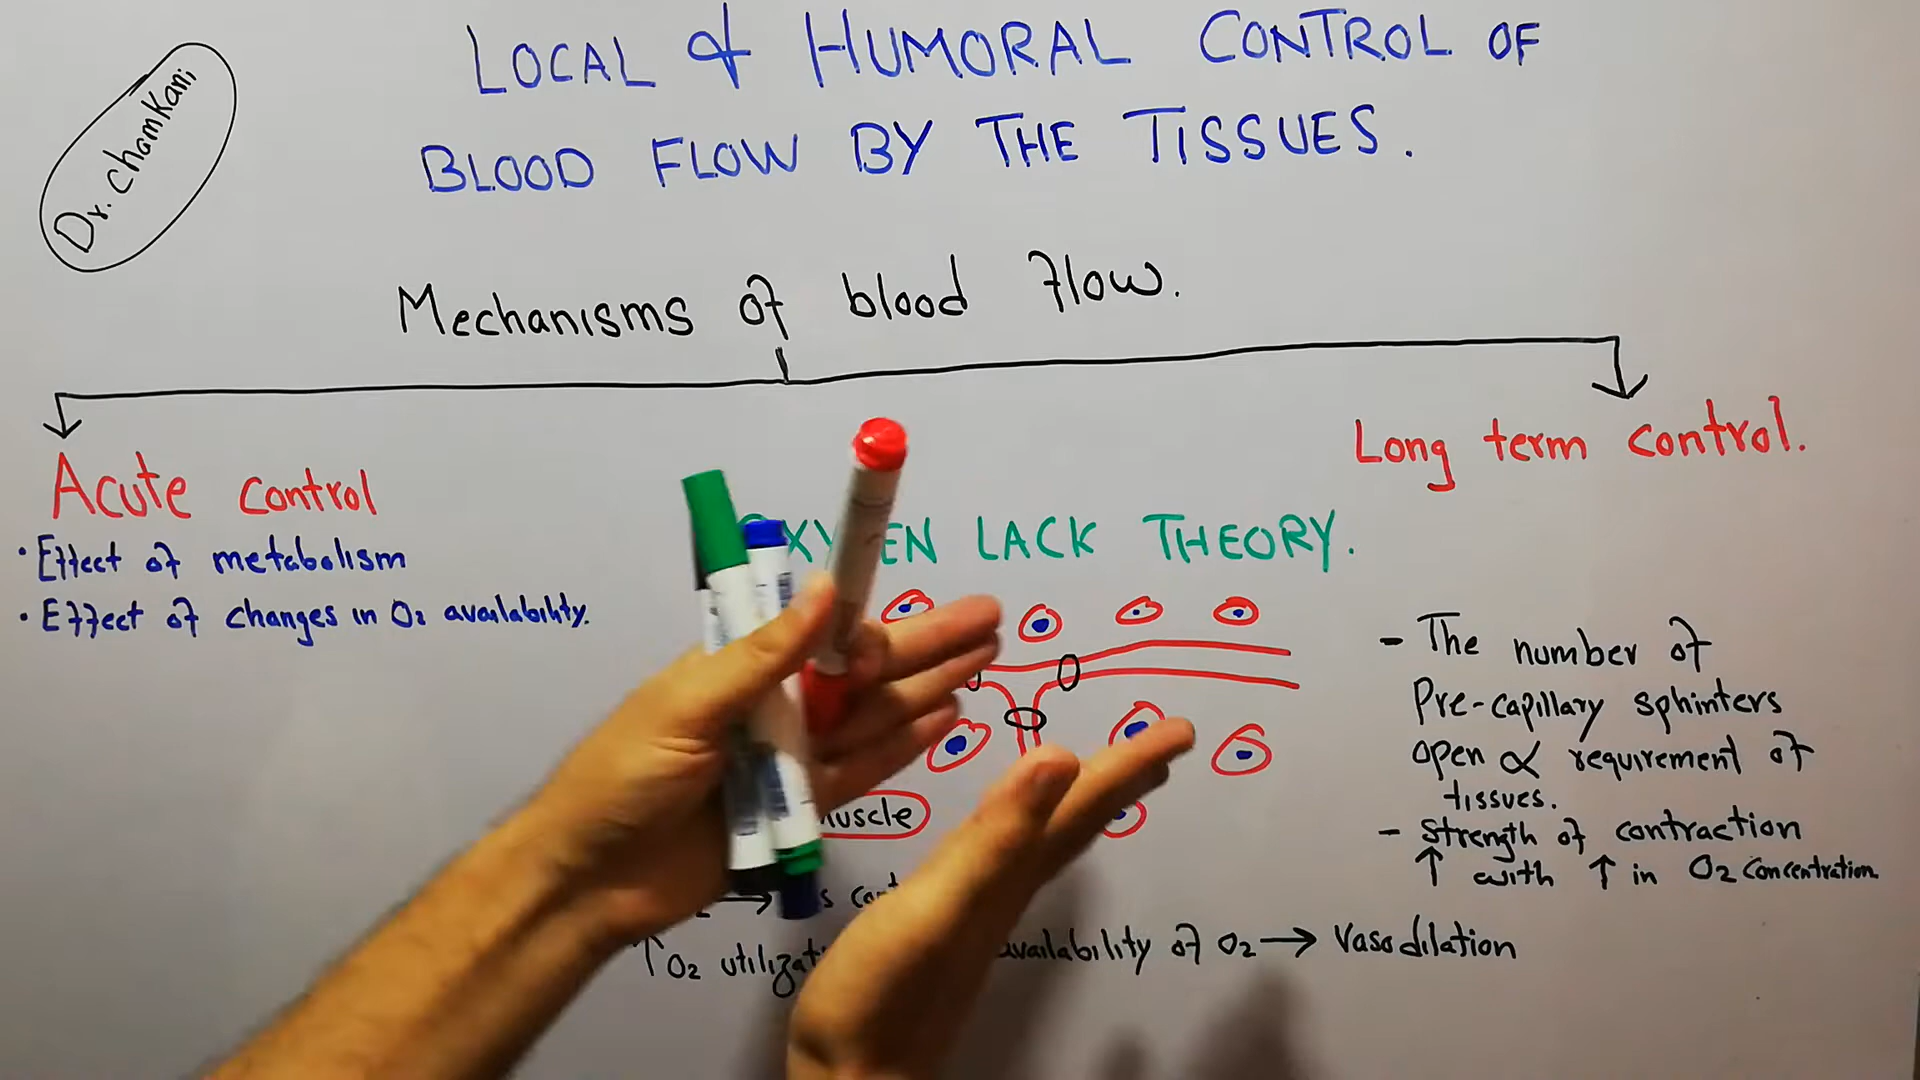 Dr. ChamKani
LOCAL & HUMORAL CONTROL OF
BLOOD FLOW BY THE TISSUES.
Mechanisms of blood flow.
Acute control
Long term control.
• Effect of metabolism
• Effect of changes in O2 availability.
LACK THEORY.
- The number of
Pre-capillary sphinters
open ∝ requirement of
tissues.
- Strength of contraction
↑ with ↑ in O2 concentration
↑ O2
availability of O2 → Vasodilation